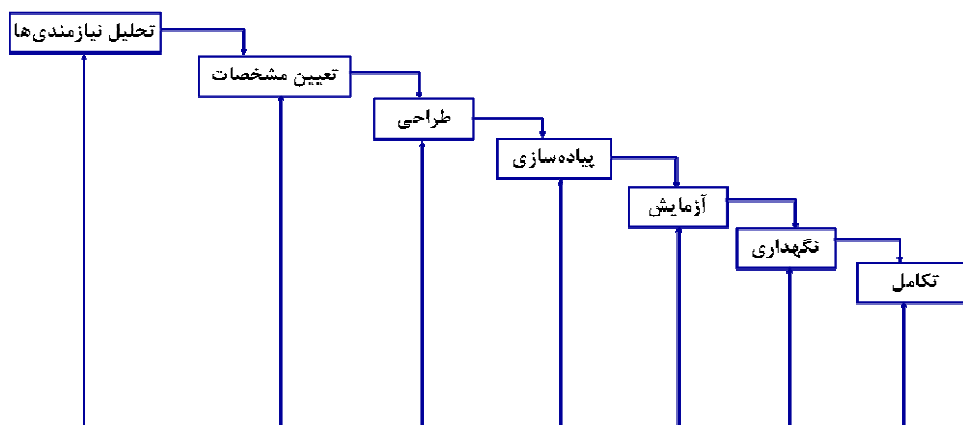 تحلیل نیازمندی‌ها
تعیین مشخصات
طراحی
پیاده‌سازی
آزمایش
نگهداری
تکامل